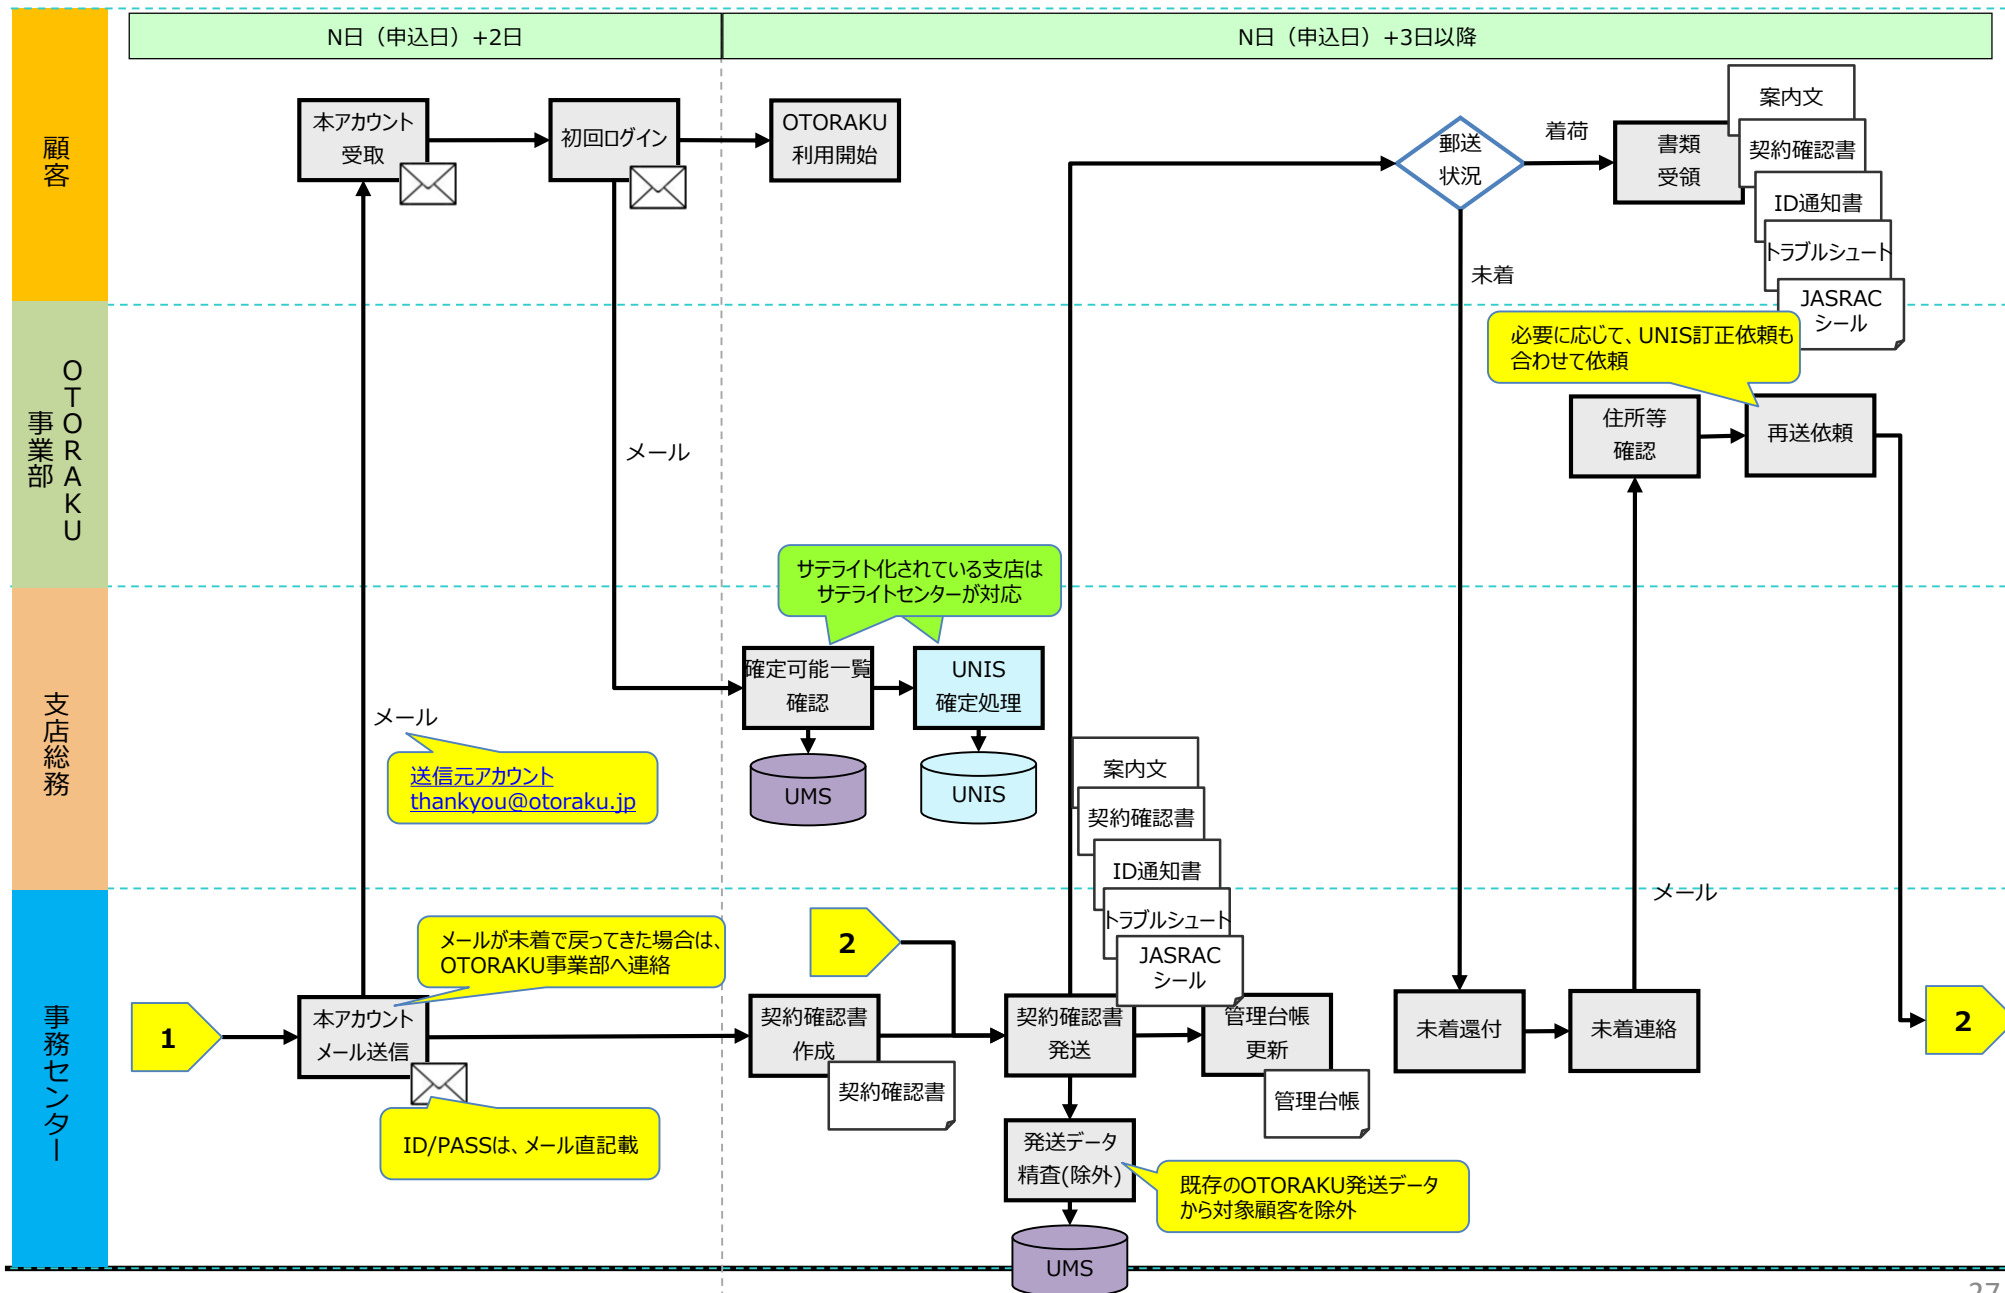 N日（申込日）+2日
N日（申込日）+3日以降
顧客
本アカウント
受取
初回ログイン
OTORAKU
利用開始
郵送
状況
着荷
書類
受領
案内文
契約確認書
ID通知書
トラブルシュート
JASRAC
シール
未着
OTORAKU
事業部
必要に応じて、UNIS訂正依頼も
合わせて依頼
住所等
確認
再送依頼
メール
サテライト化されている支店は
サテライトセンターが対応
支店総務
確定可能一覧
確認
UNIS
確定処理
UMS
UNIS
メール
送信元アカウント
thankyou@otoraku.jp
案内文
契約確認書
ID通知書
トラブルシュート
JASRAC
シール
メール
事務センター
メールが未着で戻ってきた場合は、
OTORAKU事業部へ連絡
1
本アカウント
メール送信
ID/PASSは、メール直記載
2
契約確認書
作成
契約確認書
契約確認書
発送
管理台帳
更新
管理台帳
発送データ
精査(除外)
既存のOTORAKU発送データ
から対象顧客を除外
UMS
未着還付
未着連絡
2
27